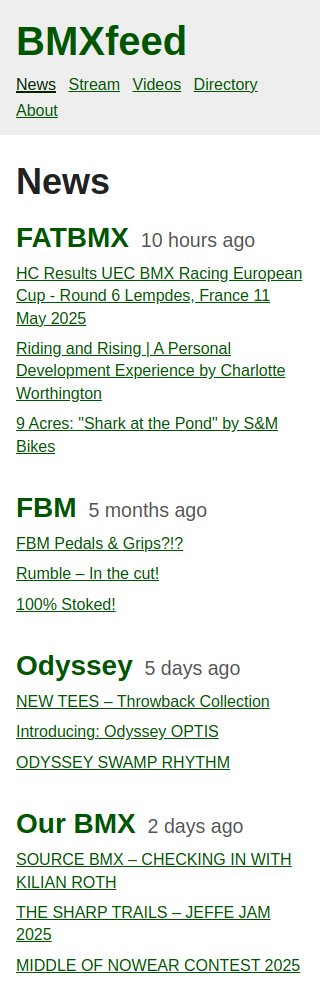 BMXfeed
News Stream Videos Directory
About
News
FATBMX 10 hours ago
HC Results UEC BMX Racing European
Cup - Round 6 Lempdes, France 11
May 2025
Riding and Rising | A Personal
Development Experience by Charlotte
Worthington
9 Acres: "Shark at the Pond" by S&M
Bikes
FBM 5 months ago
FBM Pedals & Grips?!?
Rumble – In the cut!
100% Stoked!
Odyssey 5 days ago
NEW TEES – Throwback Collection
Introducing: Odyssey OPTIS
ODYSSEY SWAMP RHYTHM
Our BMX 2 days ago
SOURCE BMX – CHECKING IN WITH
KILIAN ROTH
THE SHARP TRAILS – JEFFE JAM
2025
MIDDLE OF NOWEAR CONTEST 2025